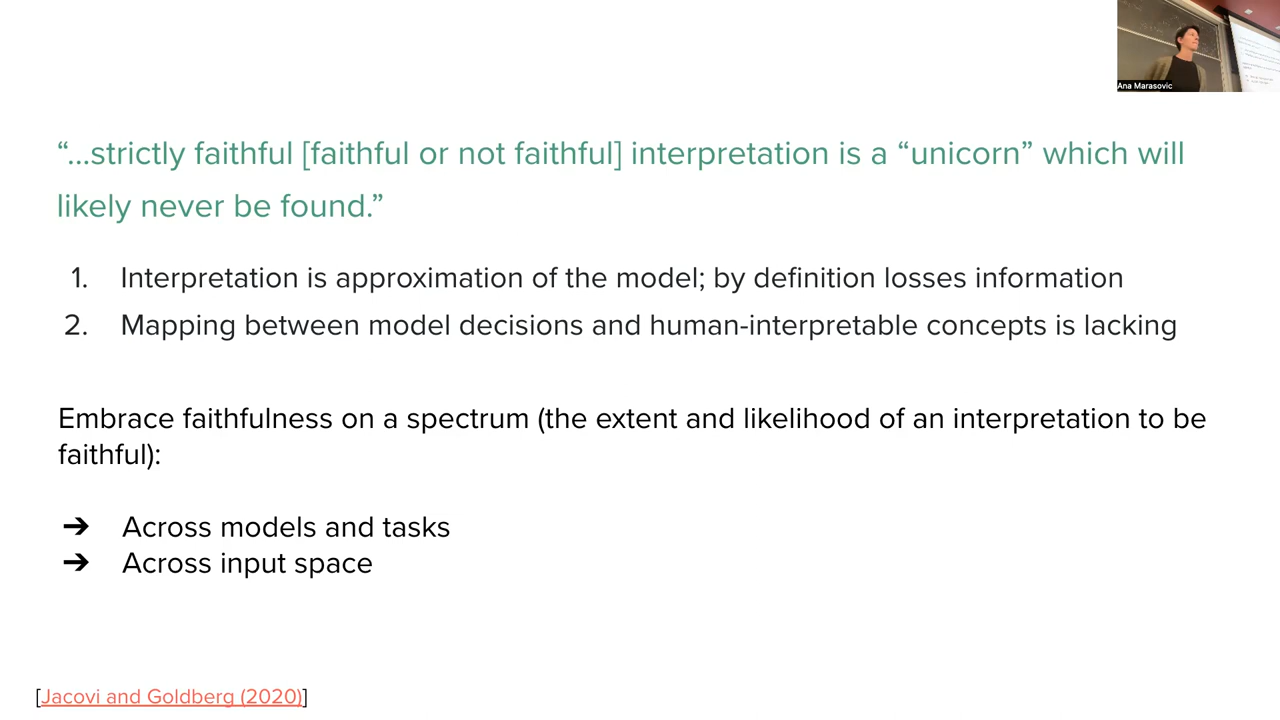 Ana Marasovic
“...strictly faithful [faithful or not faithful] interpretation is a “unicorn” which will
likely never be found.”
1. Interpretation is approximation of the model; by definition losses information
2. Mapping between model decisions and human-interpretable concepts is lacking
Embrace faithfulness on a spectrum (the extent and likelihood of an interpretation to be
faithful):
➔ Across models and tasks
➔ Across input space
[Jacovi and Goldberg (2020)]